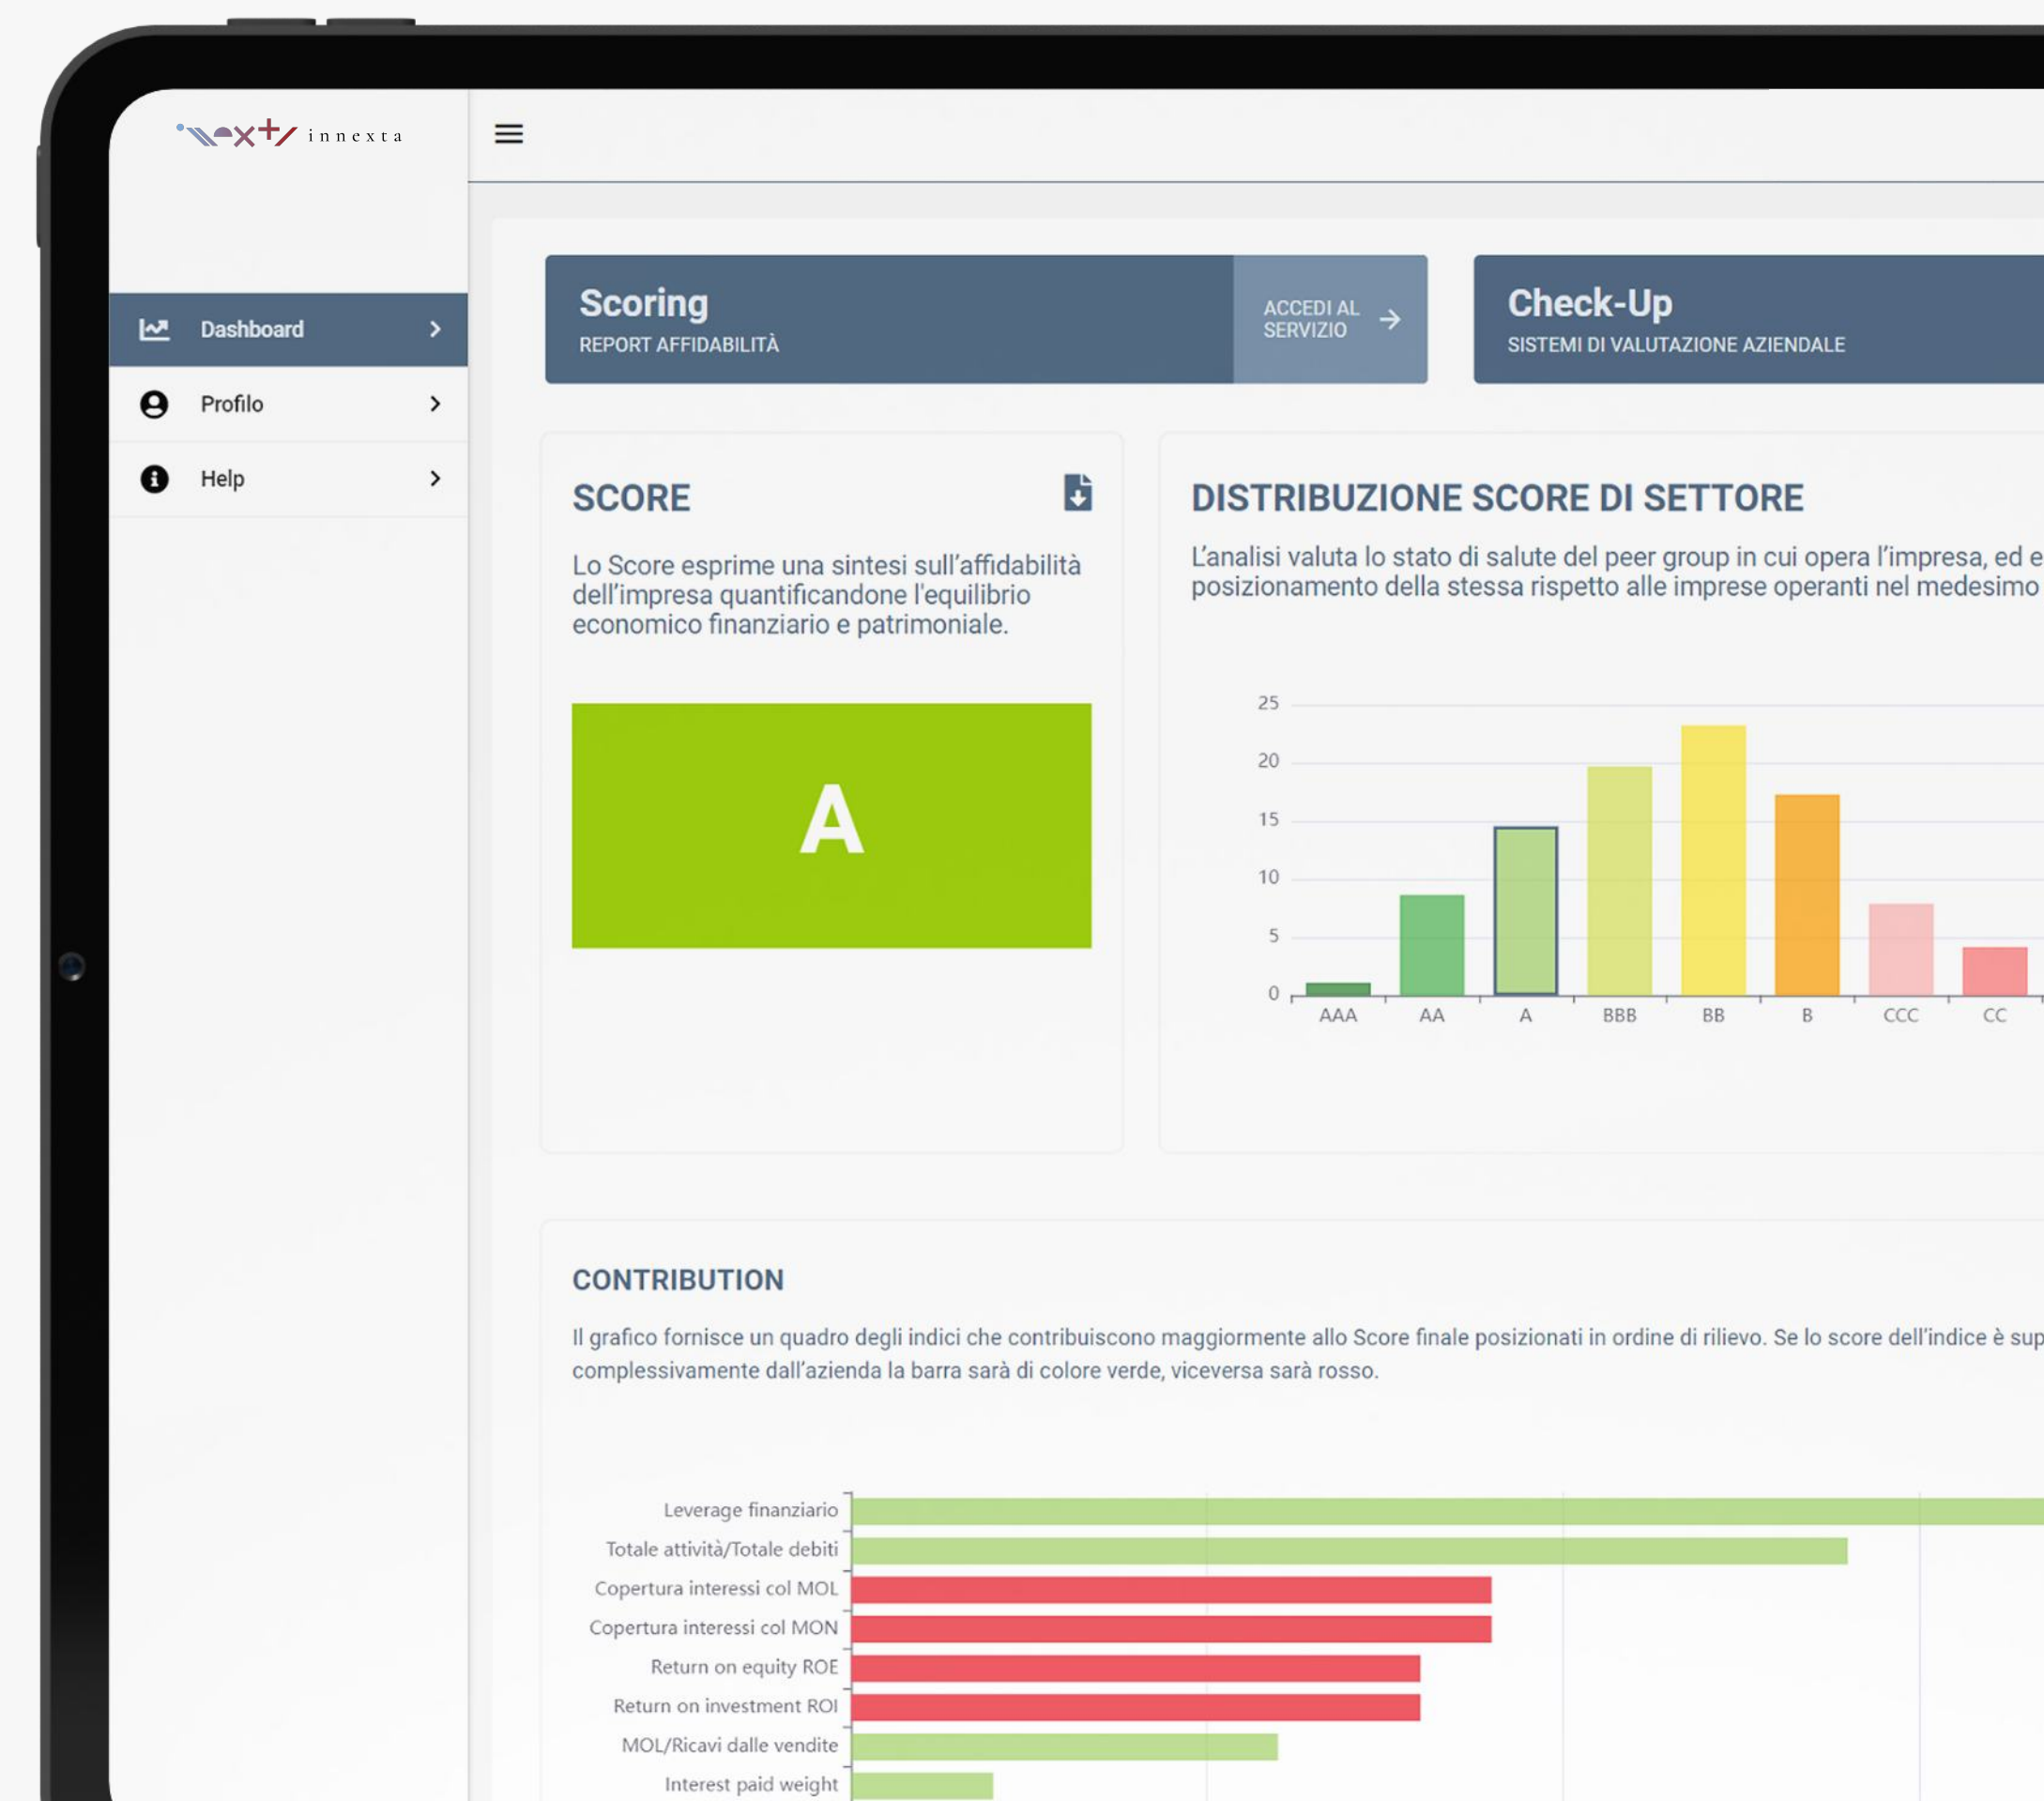 innexta
Dashboard
Profilo
Help
Scoring
REPORT AFFIDABILITÀ
ACCEDI AL
SERVIZIO
Check-Up
SISTEMI DI VALUTAZIONE AZIENDALE
SCORE
Lo Score esprime una sintesi sull’affidabilità
dell’impresa quantificandone l'equilibrio
economico finanziario e patrimoniale.
A
DISTRIBUZIONE SCORE DI SETTORE
L’analisi valuta lo stato di salute del peer group in cui opera l’impresa, ed e
posizionamento della stessa rispetto alle imprese operanti nel medesimo
25
20
15
10
5
0
AAA AA A BBB BB B CCC CC
CONTRIBUTION
Il grafico fornisce un quadro degli indici che contribuiscono maggiormente allo Score finale posizionati in ordine di rilievo. Se lo score dell’indice è sup
complessivamente dall’azienda la barra sarà di colore verde, viceversa sarà rosso.
Leverage finanziario
Totale attività/Totale debiti
Copertura interessi col MOL
Copertura interessi col MON
Return on equity ROE
Return on investment ROI
MOL/Ricavi dalle vendite
Interest paid weight